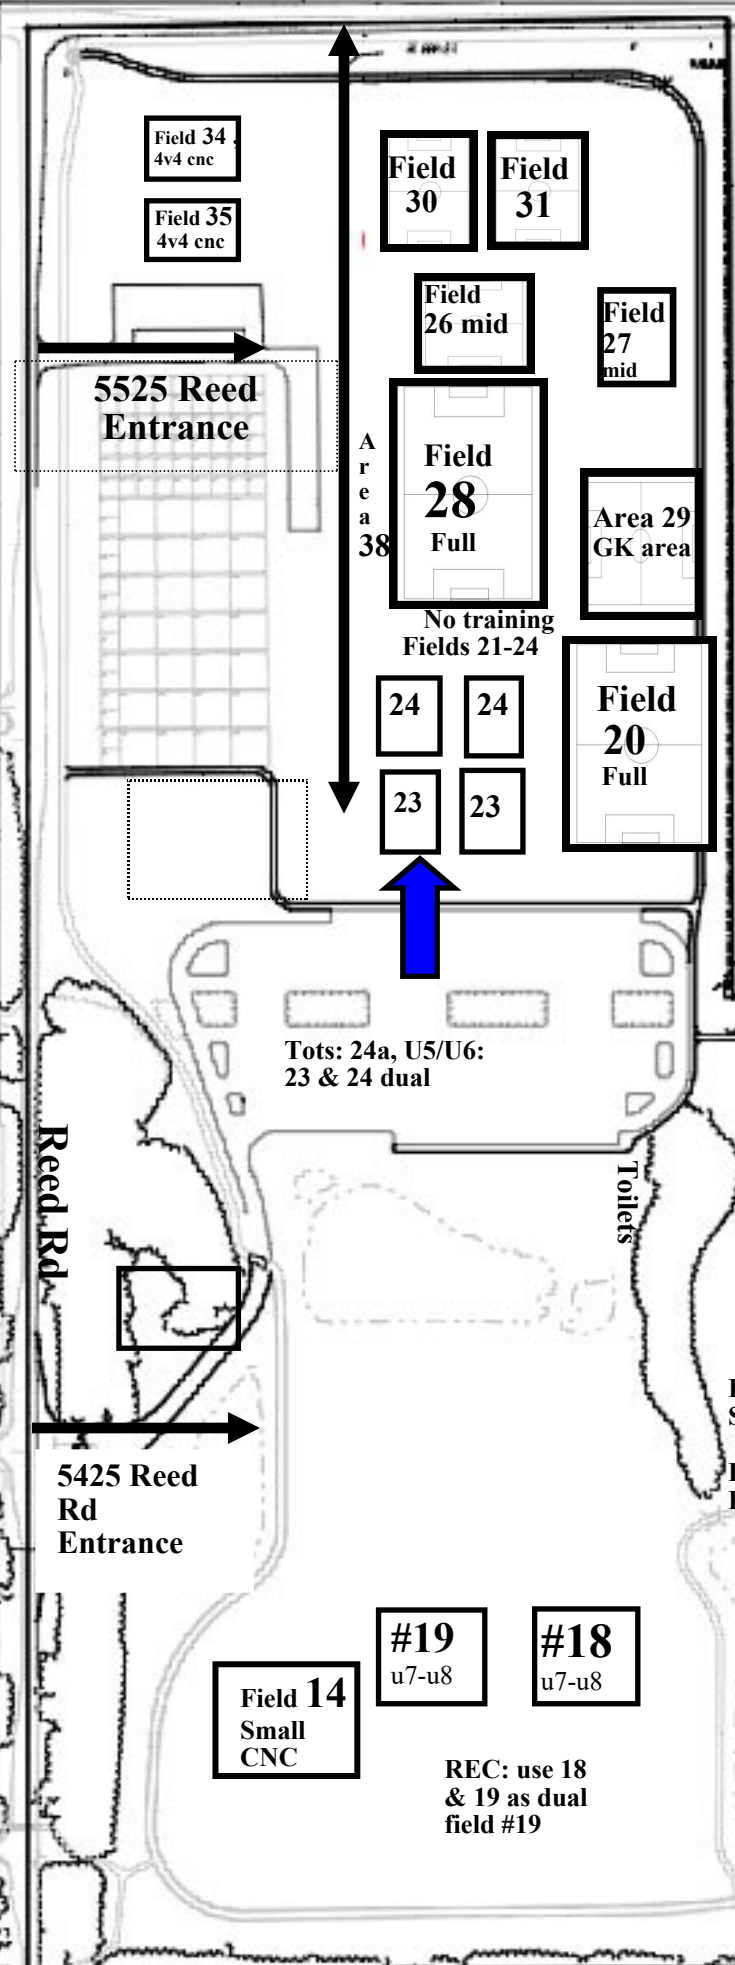 Field 34
4v4 cnc
Field 35
4v4 cnc
Field
30
Field
31
Field
26 mid
Field
27
mid
5525 Reed
Entrance
A
r
e
a
38
Field
28
Full
Area 29
GK area
No training
Fields 21-24
24
24
Field
20
Full
23
23
Tots: 24a, U5/U6:
23 & 24 dual
Reed Rd
Toilets
5425 Reed
Rd
Entrance
#19
u7-u8
#18
u7-u8
Field 14
Small
CNC
REC: use 18
& 19 as dual
field #19